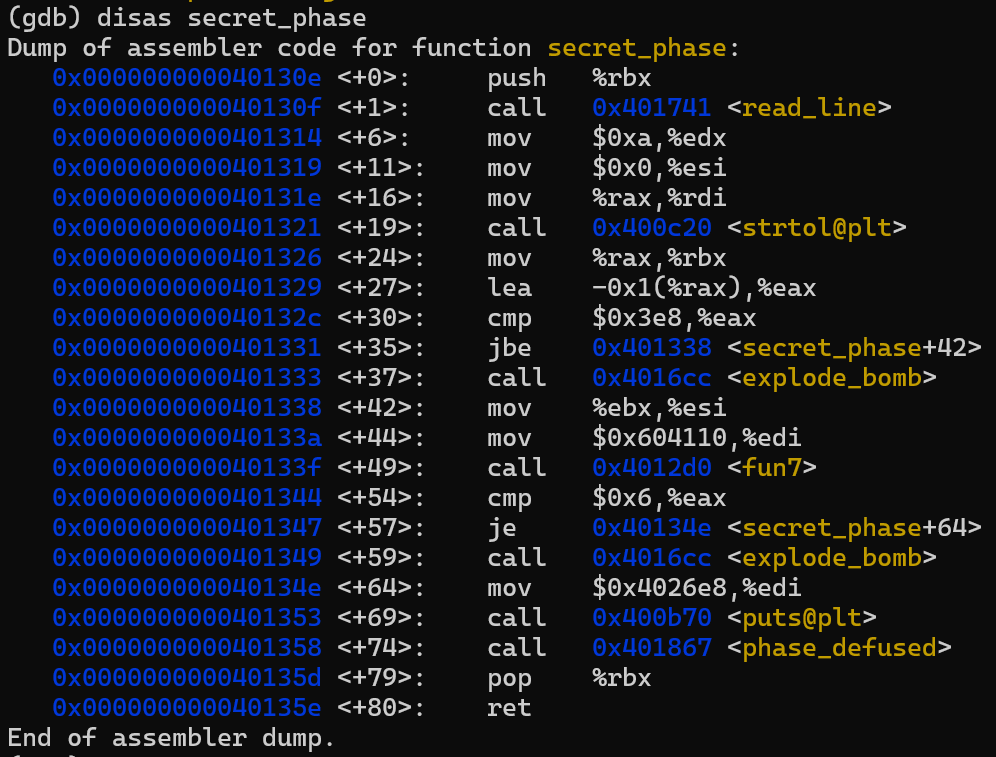 (gdb) disas secret_phase
Dump of assembler code for function secret_phase:
   0x000000000040130e <+0>:     push   %rbx
   0x000000000040130f <+1>:     call   0x401741 <read_line>
   0x0000000000401314 <+6>:     mov    $0xa,%edx
   0x0000000000401319 <+11>:    mov    $0x0,%esi
   0x000000000040131e <+16>:    mov    %rax,%rdi
   0x0000000000401321 <+19>:    call   0x400c20 <strtol@plt>
   0x0000000000401326 <+24>:    mov    %rax,%rbx
   0x0000000000401329 <+27>:    lea    -0x1(%rax),%eax
   0x000000000040132c <+30>:    cmp    $0x3e8,%eax
   0x0000000000401331 <+35>:    jbe    0x401338 <secret_phase+42>
   0x0000000000401333 <+37>:    call   0x4016cc <explode_bomb>
   0x0000000000401338 <+42>:    mov    %ebx,%esi
   0x000000000040133a <+44>:    mov    $0x604110,%edi
   0x000000000040133f <+49>:    call   0x4012d0 <fun7>
   0x0000000000401344 <+54>:    cmp    $0x6,%eax
   0x0000000000401347 <+57>:    je     0x40134e <secret_phase+64>
   0x0000000000401349 <+59>:    call   0x4016cc <explode_bomb>
   0x000000000040134e <+64>:    mov    $0x4026e8,%edi
   0x0000000000401353 <+69>:    call   0x400b70 <puts@plt>
   0x0000000000401358 <+74>:    call   0x401867 <phase_defused>
   0x000000000040135d <+79>:    pop    %rbx
   0x000000000040135e <+80>:    ret
End of assembler dump.